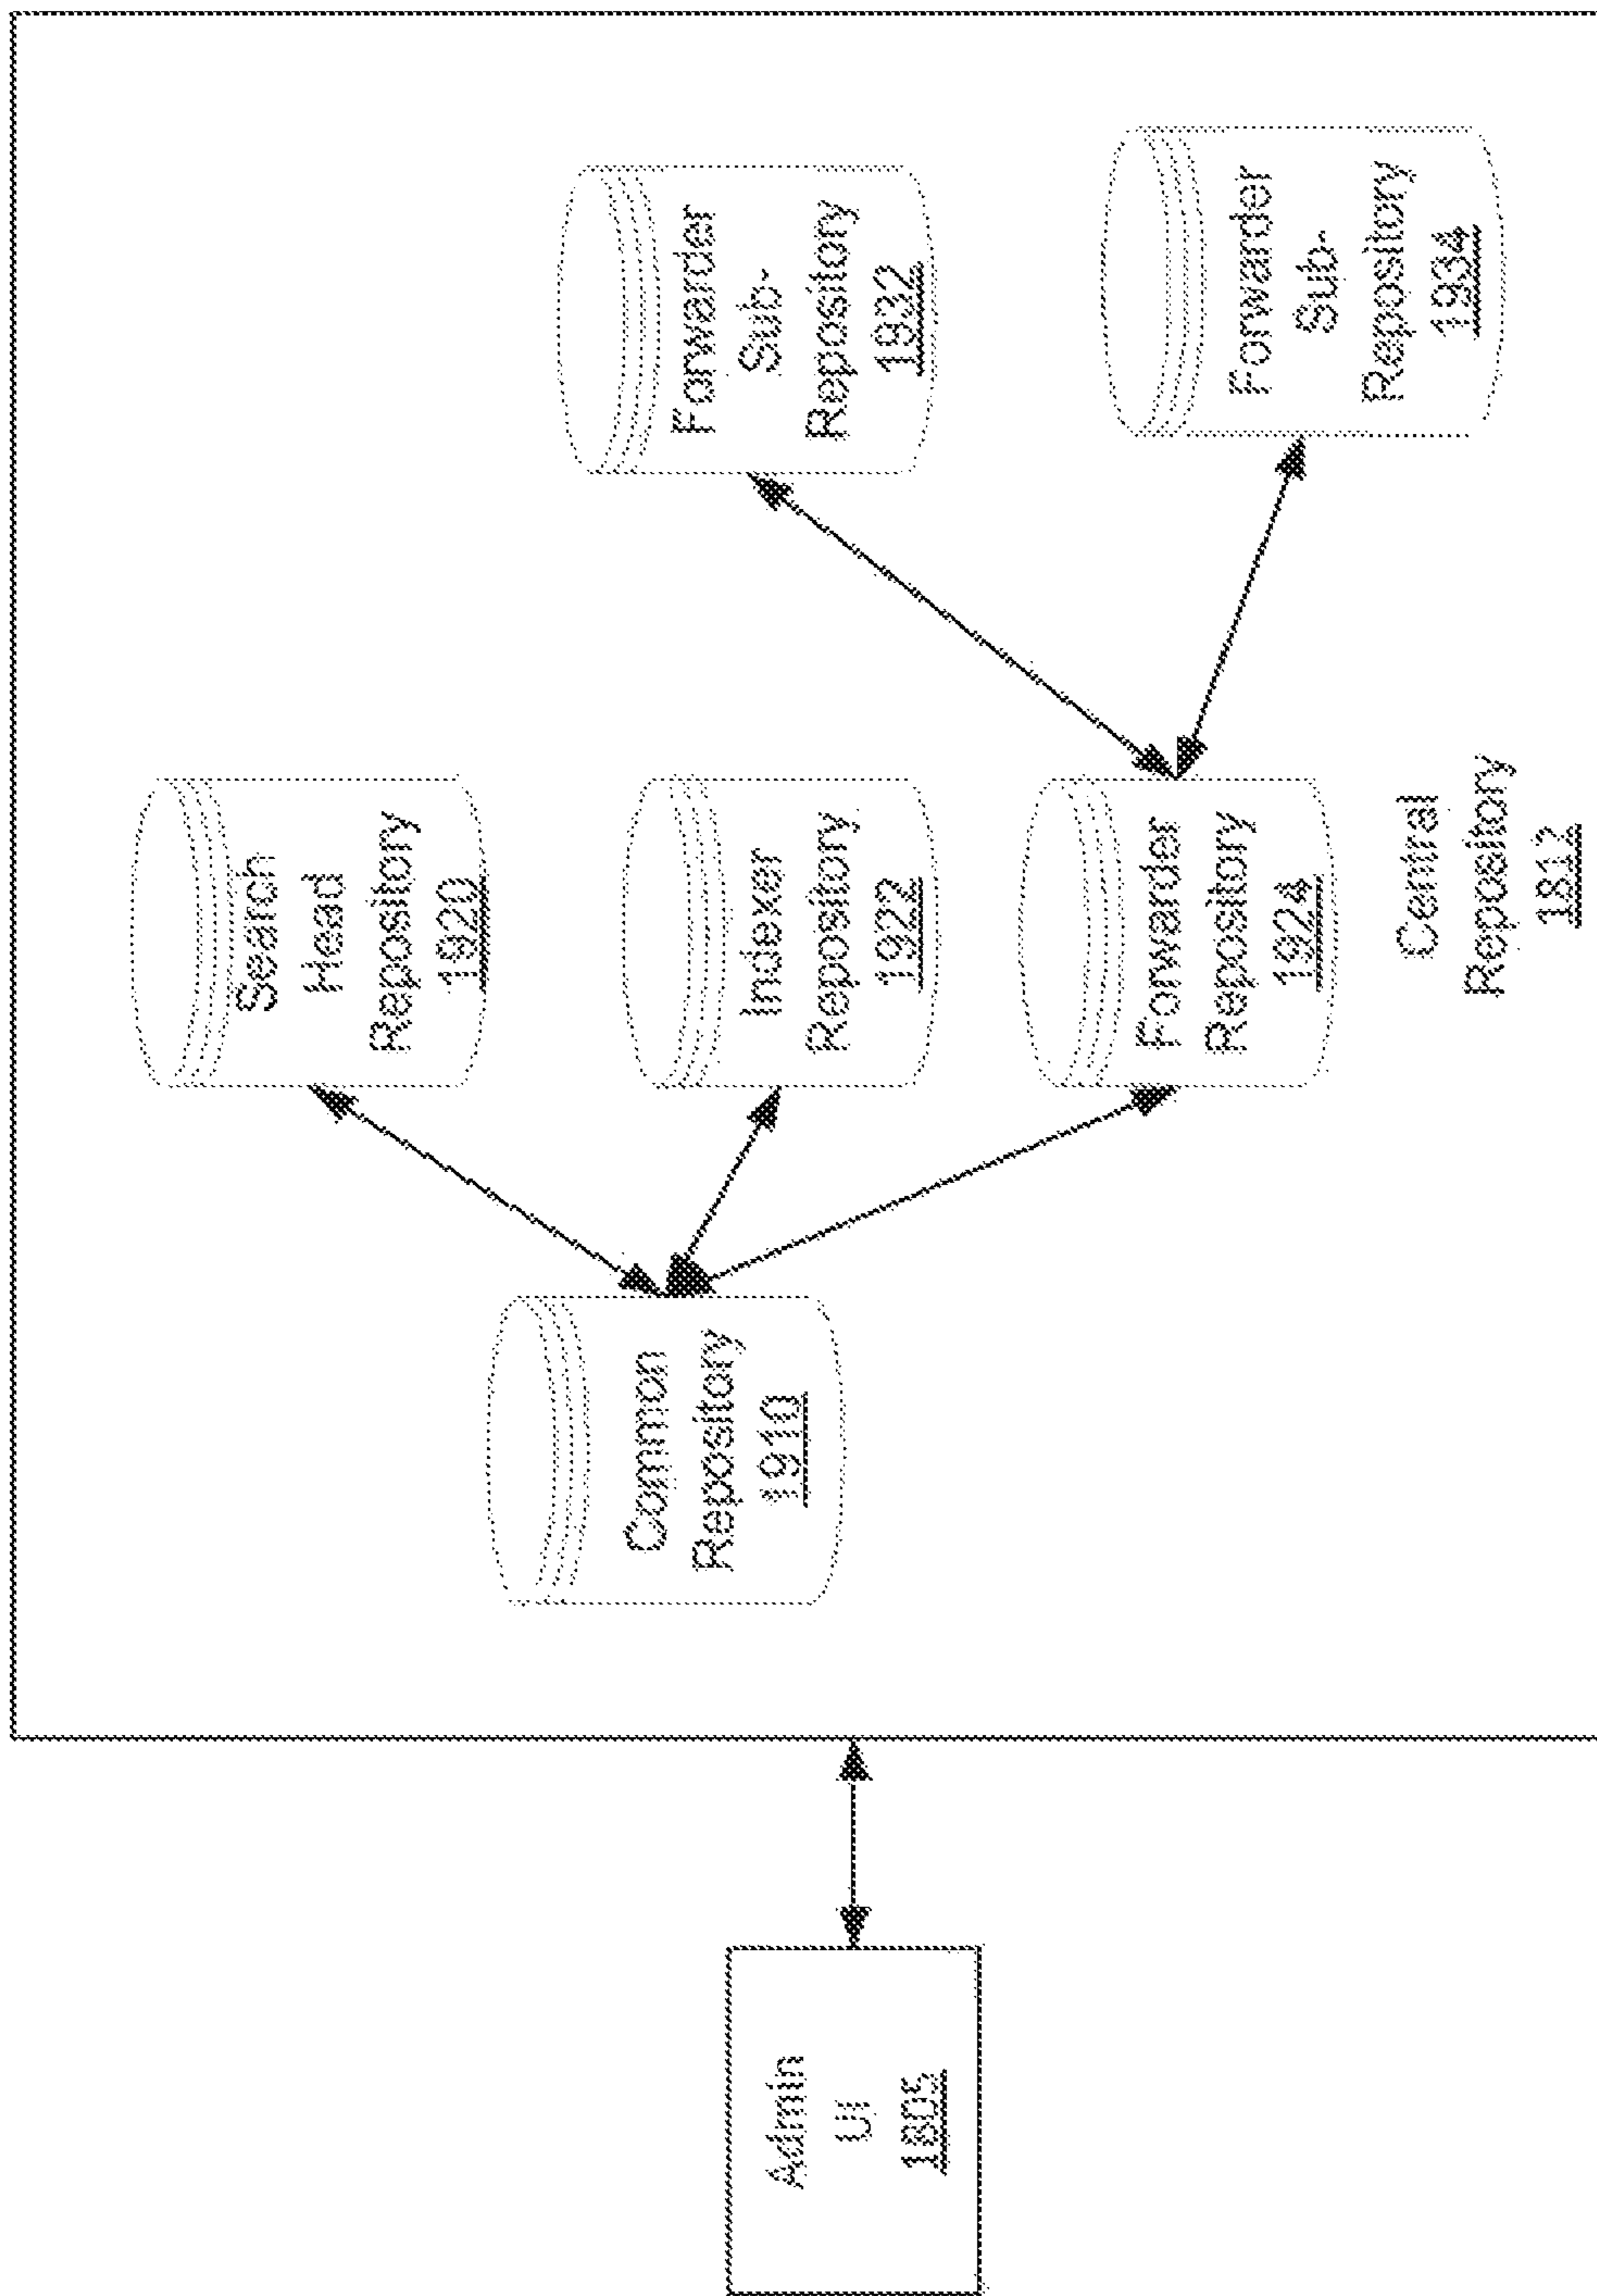 Admin
UI
1805
Common
Repository
1910
Search
Head
Repository
1920
Indexer
Repository
1922
Forwarder
Repository
1924
Forwarder
Sub-
Repository
1932
Forwarder
Sub-
Repository
1934
Central
Repository
1812